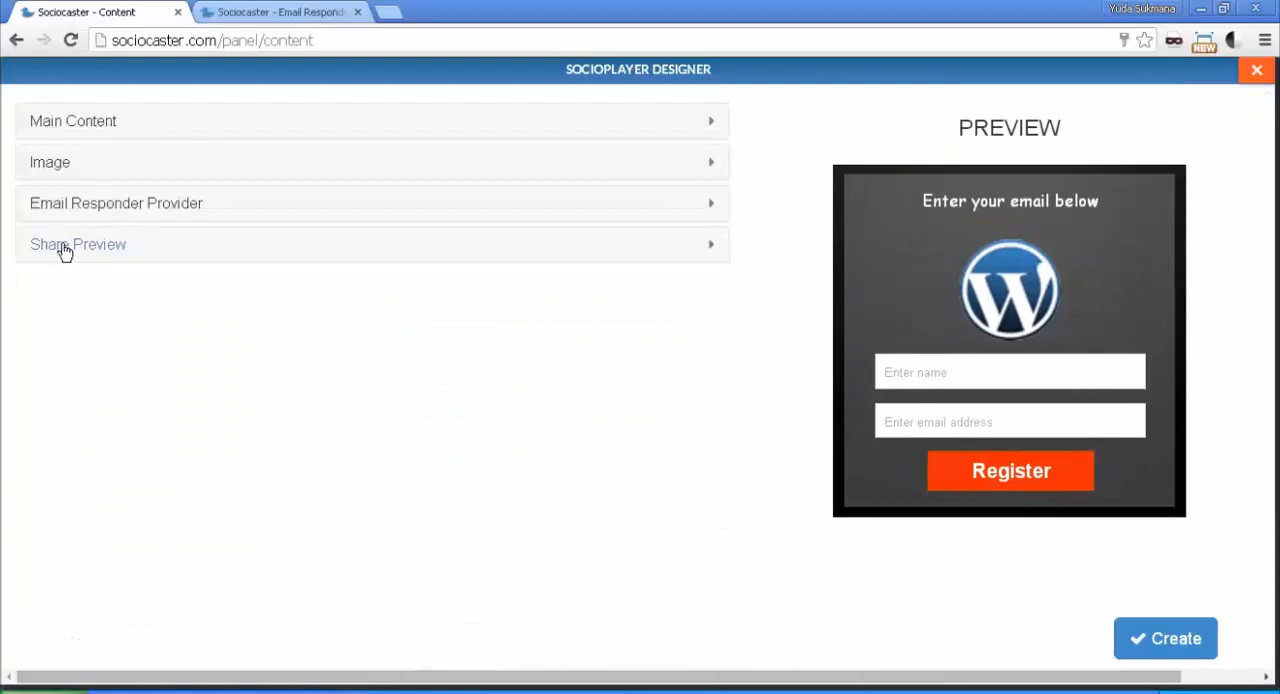 Sociocaster - Content
Sociocaster - Email Respond
Yuda Sukmana
sociocaster.com/panel/content
NEW
SOCIOPLAYER DESIGNER
Main Content
Image
Email Responder Provider
Share Preview
PREVIEW
Enter your email below
W
Enter name
Enter email address
Register
Create